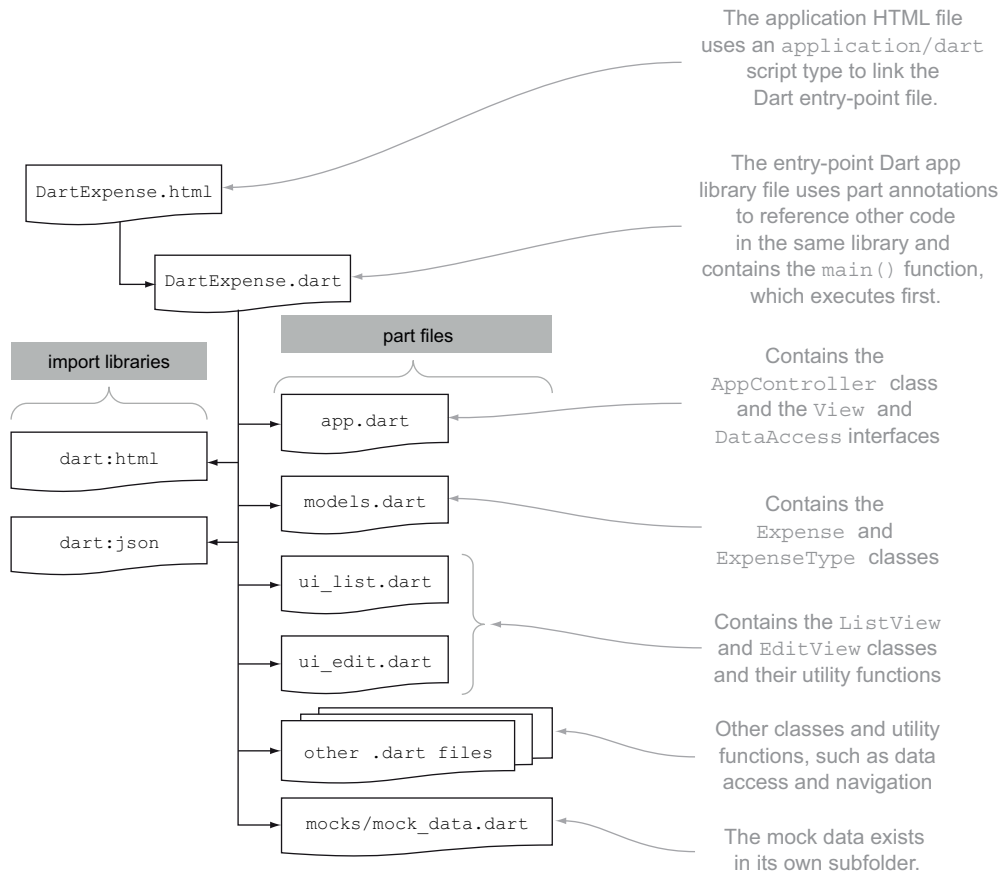 The application HTML file
uses an application/dart
script type to link the
Dart entry-point file.
DartExpense.html
The entry-point Dart app
library file uses part annotations
to reference other code
in the same library and
contains the main() function,
which executes first.
DartExpense.dart
import libraries
part files
dart:html
dart:json
app.dart
Contains the
AppController class
and the View and
DataAccess interfaces
models.dart
Contains the
Expense and
ExpenseType classes
ui_list.dart
ui_edit.dart
Contains the ListView
and EditView classes
and their utility functions
other .dart files
Other classes and utility
functions, such as data
access and navigation
mocks/mock_data.dart
The mock data exists
in its own subfolder.